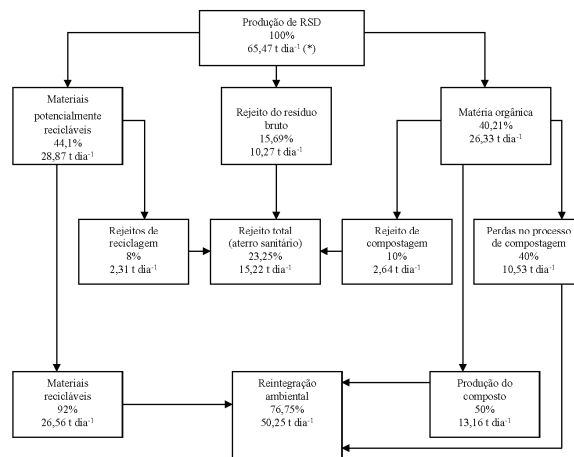 Produção de RSD
100%
65,47 t dia-1 (*)
Materiais
potencialmente
recicláveis
44,1%
28,87 t dia-1
Rejeito do resíduo
bruto
15,69%
10,27 t dia-1
Matéria orgânica
40,21%
26,33 t dia-1
Rejeitos de
reciclagem
8%
2,31 t dia-1
Rejeito total
(aterro sanitário)
23,25%
15,22 t dia-1
Rejeito de
compostagem
10%
2,64 t dia-1
Perdas no processo
de compostagem
40%
10,53 t dia-1
Materiais
recicláveis
92%
26,56 t dia-1
Reintegração
ambiental
76,75%
50,25 t dia-1
Produção do
composto
50%
13,16 t dia-1